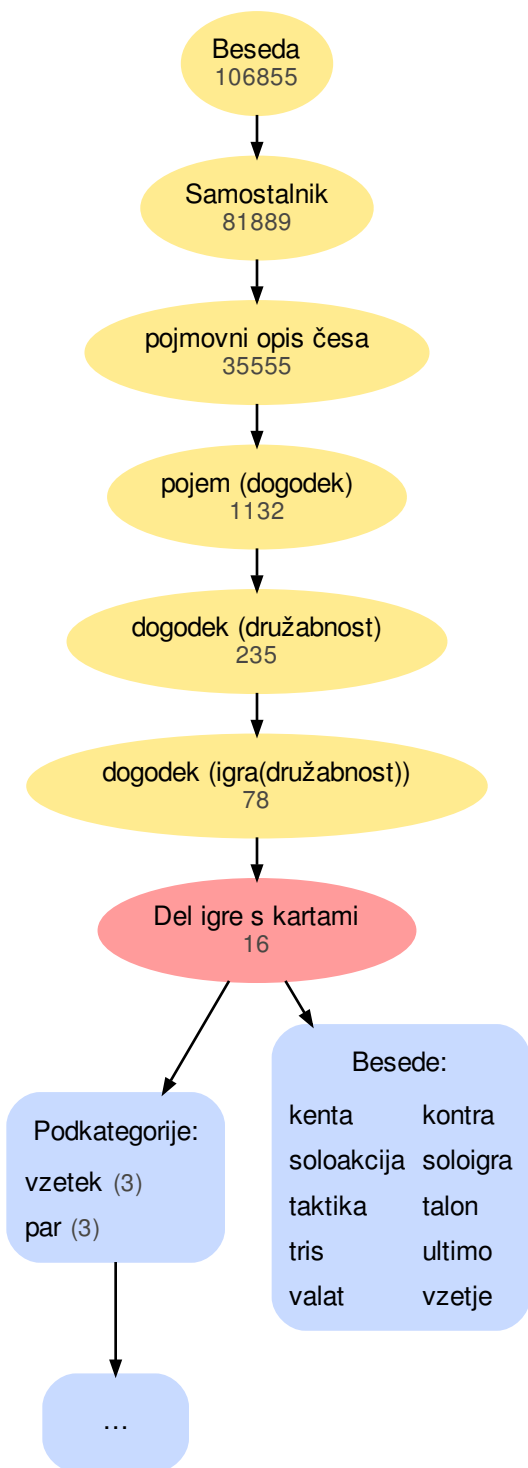 Beseda
106855
Samostalnik
81889
pojmovni opis česa
35555
pojem (dogodek)
1132
dogodek (družabnost)
235
dogodek (igra(družabnost))
78
Del igre s kartami
16
Podkategorije:
vzetek (3)
par (3)
...
Besede:
kenta kontra
soloakcija soloigra
taktika talon
tris ultimo
valat vzetje